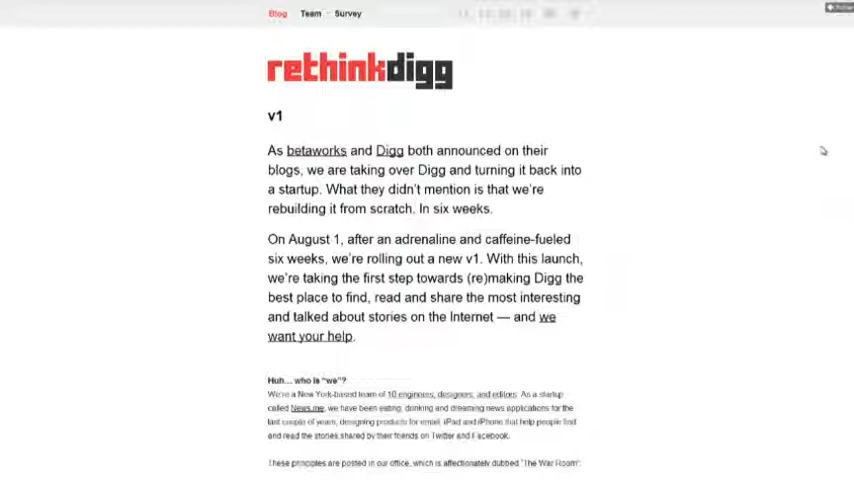 Blog Team Survey
rethinkdigg
v1
As betaworks and Digg both announced on their
blogs, we are taking over Digg and turning it back into
a startup. What they didn't mention is that we're
rebuilding it from scratch. In six weeks.
On August 1, after an adrenaline and caffeine-fueled
six weeks, we're rolling out a new v1. With this launch,
we're taking the first step towards (re)making Digg the
best place to find, read and share the most interesting
and talked about stories on the Internet — and we
want your help.
Huh... who is "we"?
We're a New York-based team of 10 engineers, designers, and editors. As a startup
called News.me, we have been eating, drinking and dreaming news applications for the
last couple of years, designing products for email, iPad and iPhone that help people find
and read the stories shared by their friends on Twitter and Facebook.
These principles are posted in our office, which is affectionately dubbed "The War Room":